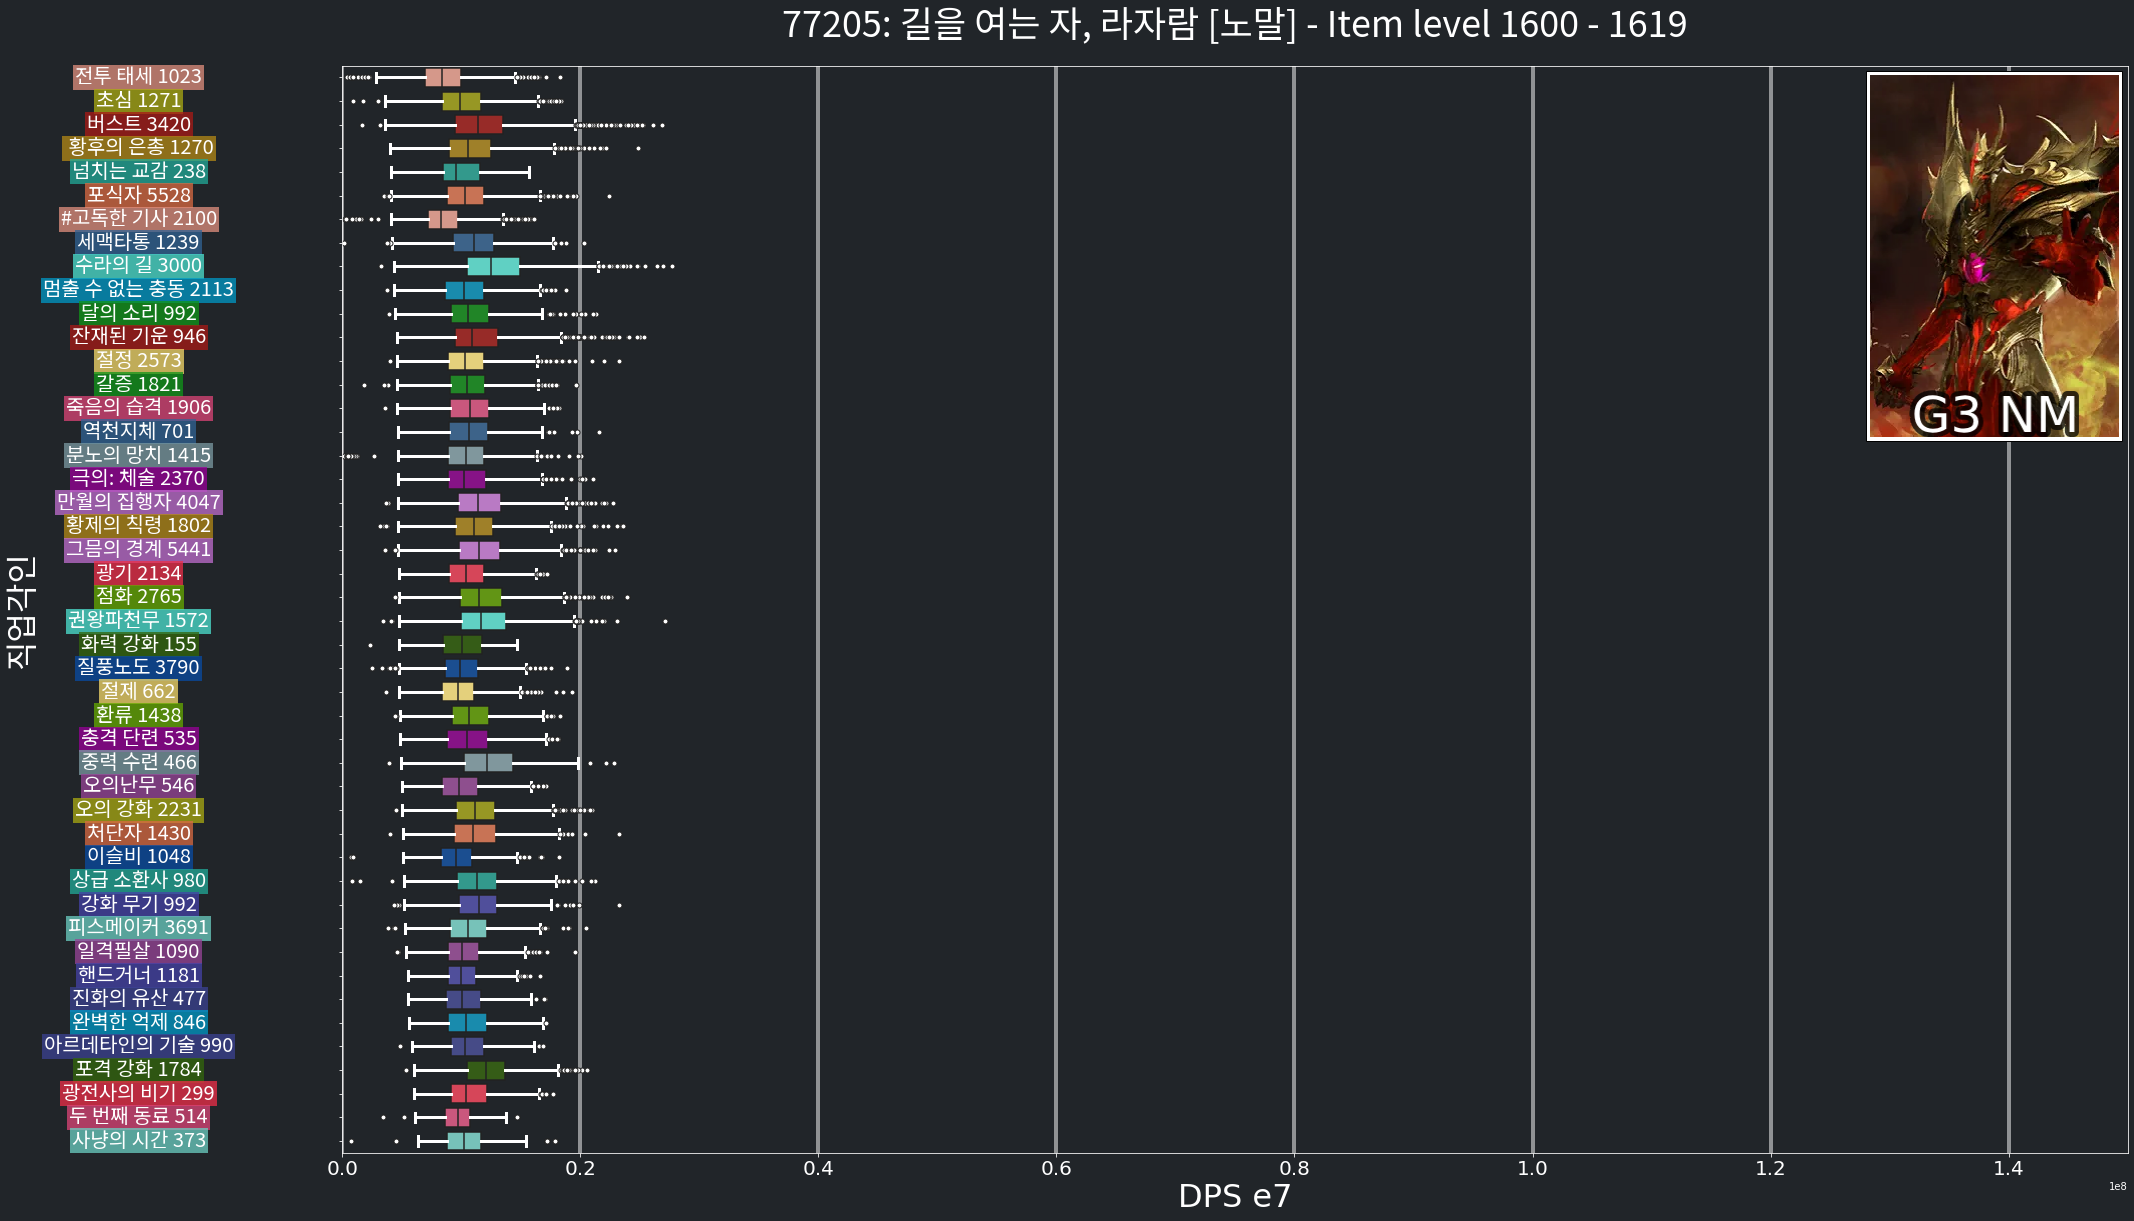 77205: 길을 여는 자, 라자람 [노말] - Item level 1600 - 1619
전투 태세 1023
초심 1271
버스트 3420
황후의 은총 1270
넘치는 교감 238
포식자 5528
#고독한 기사 2100
세맥타통 1239
수라의 길 3000
멈출 수 없는 충동 2113
달의 소리 992
잔재된 기운 946
절정 2573
갈증 1821
죽음의 습격 1906
역천지체 701
분노의 망치 1415
극의: 체술 2370
만월의 집행자 4047
황제의 칙령 1802
그믐의 경계 5441
광기 2134
점화 2765
권왕파천무 1572
화력 강화 155
질풍노도 3790
절제 662
환류 1438
충격 단련 535
중력 수련 466
오의난무 546
오의 강화 2231
처단자 1430
이슬비 1048
상급 소환사 980
강화 무기 992
피스메이커 3691
일격필살 1090
핸드거너 1181
진화의 유산 477
완벽한 억제 846
아르데타인의 기술 990
포격 강화 1784
광전사의 비기 299
두 번째 동료 514
사냥의 시간 373
직업각인
G3 NM
0.0 0.2 0.4 0.6 0.8 1.0 1.2 1.4
1e8
DPS e7